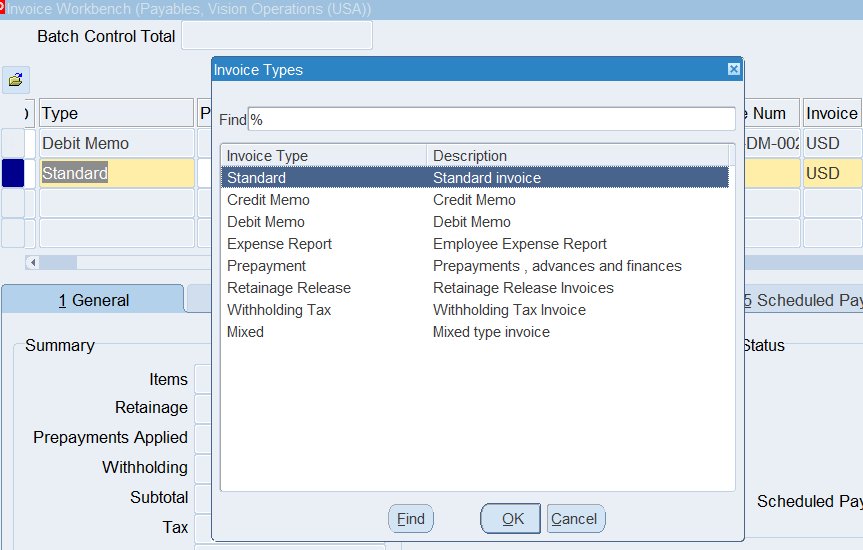 Invoice Workbench (Payables, Vision Operations (USA))
Batch Control Total
Invoice Types
Find %
Type
Num
Invoice
Debit Memo
-DM-002
USD
Standard
USD
Invoice Type Description
Standard Standard invoice
Credit Memo Credit Memo
Debit Memo Debit Memo
Expense Report Employee Expense Report
Prepayment Prepayments , advances and finances
Retainage Release Retainage Release Invoices
Withholding Tax Withholding Tax Invoice
Mixed Mixed type invoice
1 General
5 Scheduled Pay
Summary
Status
Items
Retainage
Prepayments Applied
Withholding
Subtotal
Scheduled Pay
Tax
Find OK Cancel